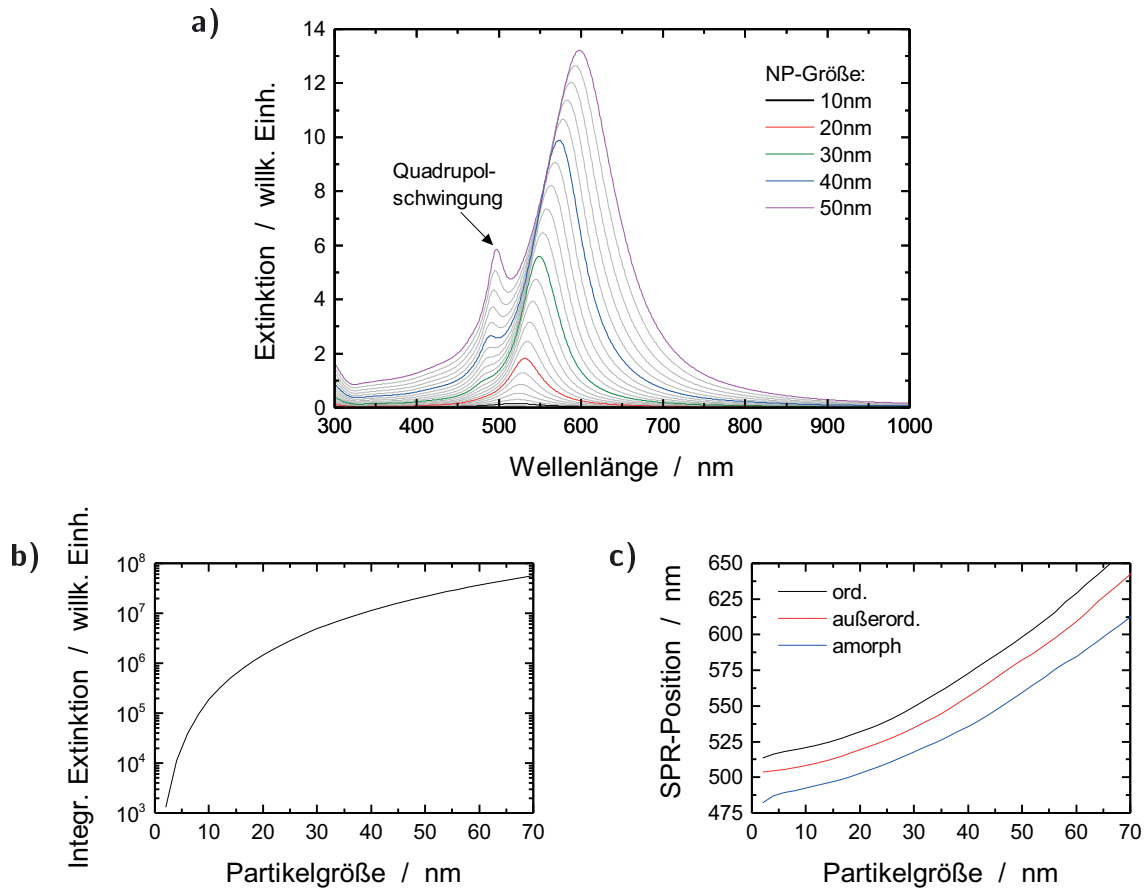 a)
Extinktion / willk. Einh.
14
12
10
8
6
4
2
0
Quadrupol-
schwingung
NP-Größe:
10nm
20nm
30nm
40nm
50nm
300 400 500 600 700 800 900 1000
Wellenlänge / nm
b)
Integr. Extinktion / willk. Einh.
10⁸
10⁷
10⁶
10⁵
10⁴
10³
0 10 20 30 40 50 60 70
Partikelgröße / nm
c)
SPR-Position / nm
650
625
600
575
550
525
500
475
ord.
außerord.
amorph
0 10 20 30 40 50 60 70
Partikelgröße / nm